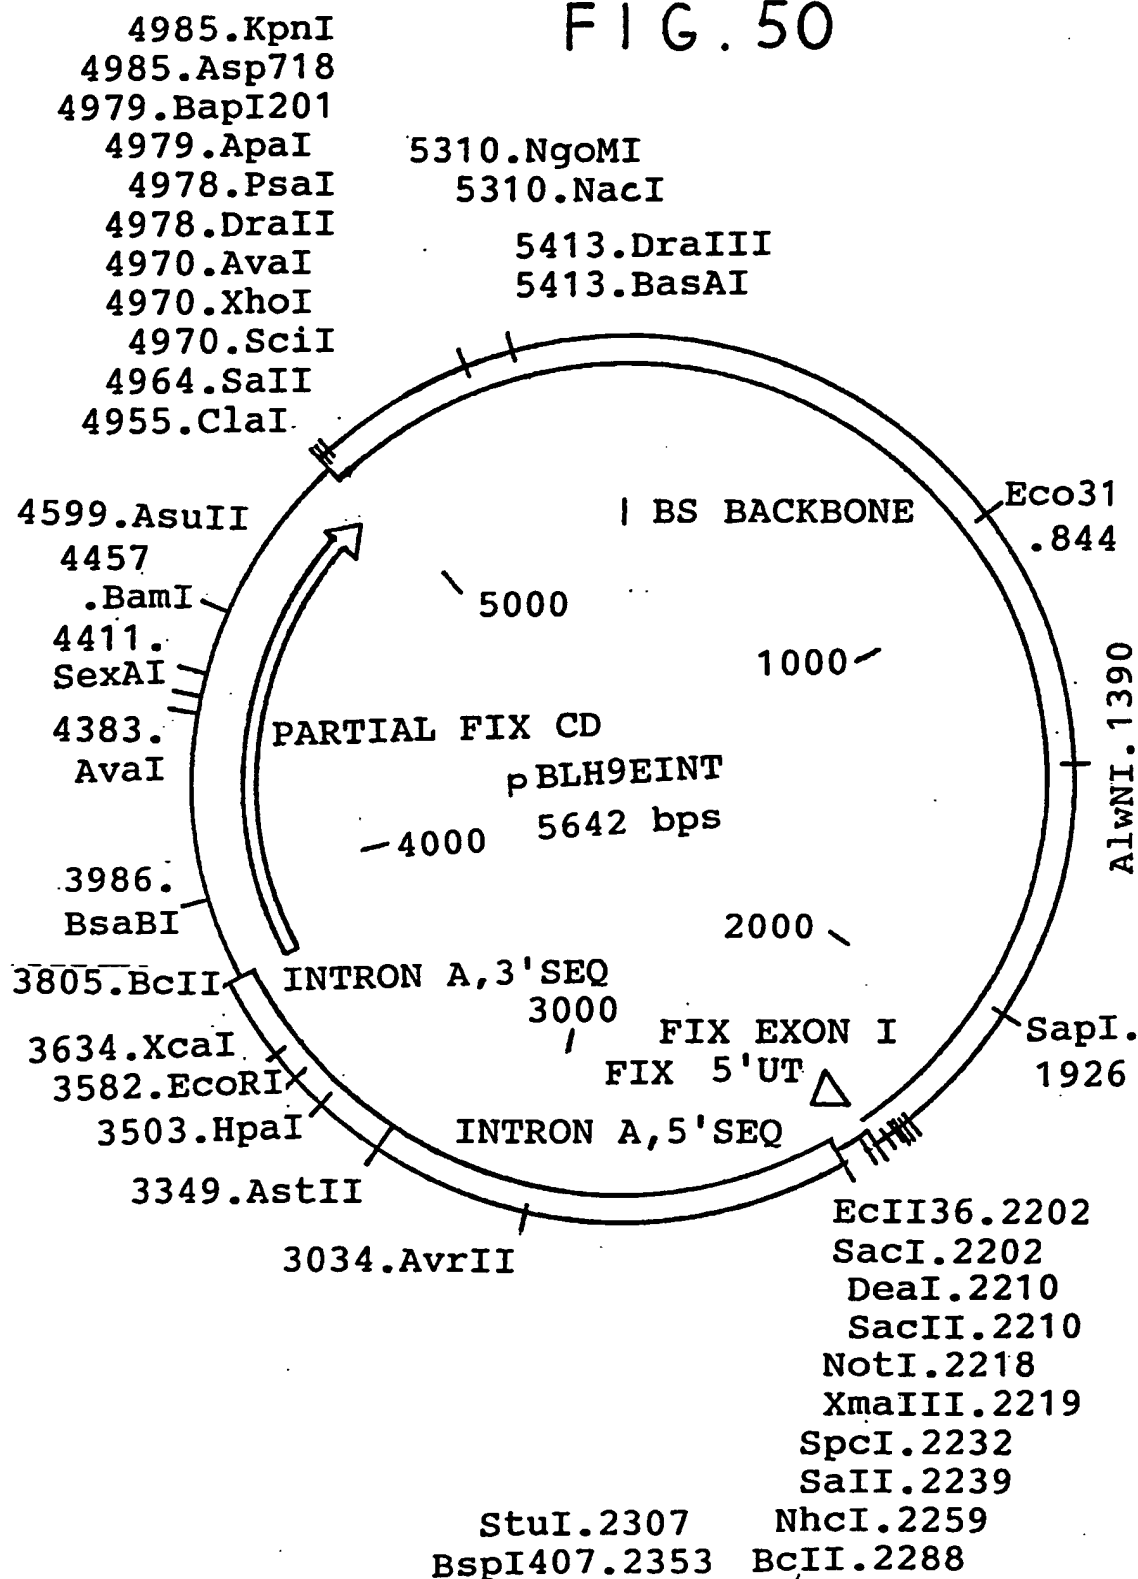 FIG. 50
4985.KpnI
4985.Asp718
4979.BapI201
4979.ApaI
4978.PsaI
4978.DraII
4970.AvaI
4970.XhoI
4970.SciI
4964.SaII
4955.ClaI
5310.NgoMI
5310.NacI
5413.DraIII
5413.BasAI
4599.AsuII
4457
.BamI
4411.
SexAI
4383.
AvaI
3986.
BsaBI
3805.BcII
3634.XcaI
3582.EcoRI
3503.HpaI
3349.AstII
3034.AvrII
| BS BACKBONE
5000
1000
PARTIAL FIX CD
pBLH9EINT
5642 bps
4000
2000
INTRON A,3'SEQ
3000
FIX EXON I
FIX 5'UT
INTRON A,5'SEQ
Eco31
.844
AlwNI.1390
SapI.
1926
EcII36.2202
SacI.2202
DeaI.2210
SacII.2210
NotI.2218
XmaIII.2219
SpcI.2232
SaII.2239
NhcI.2259
BcII.2288
StuI.2307
BspI407.2353